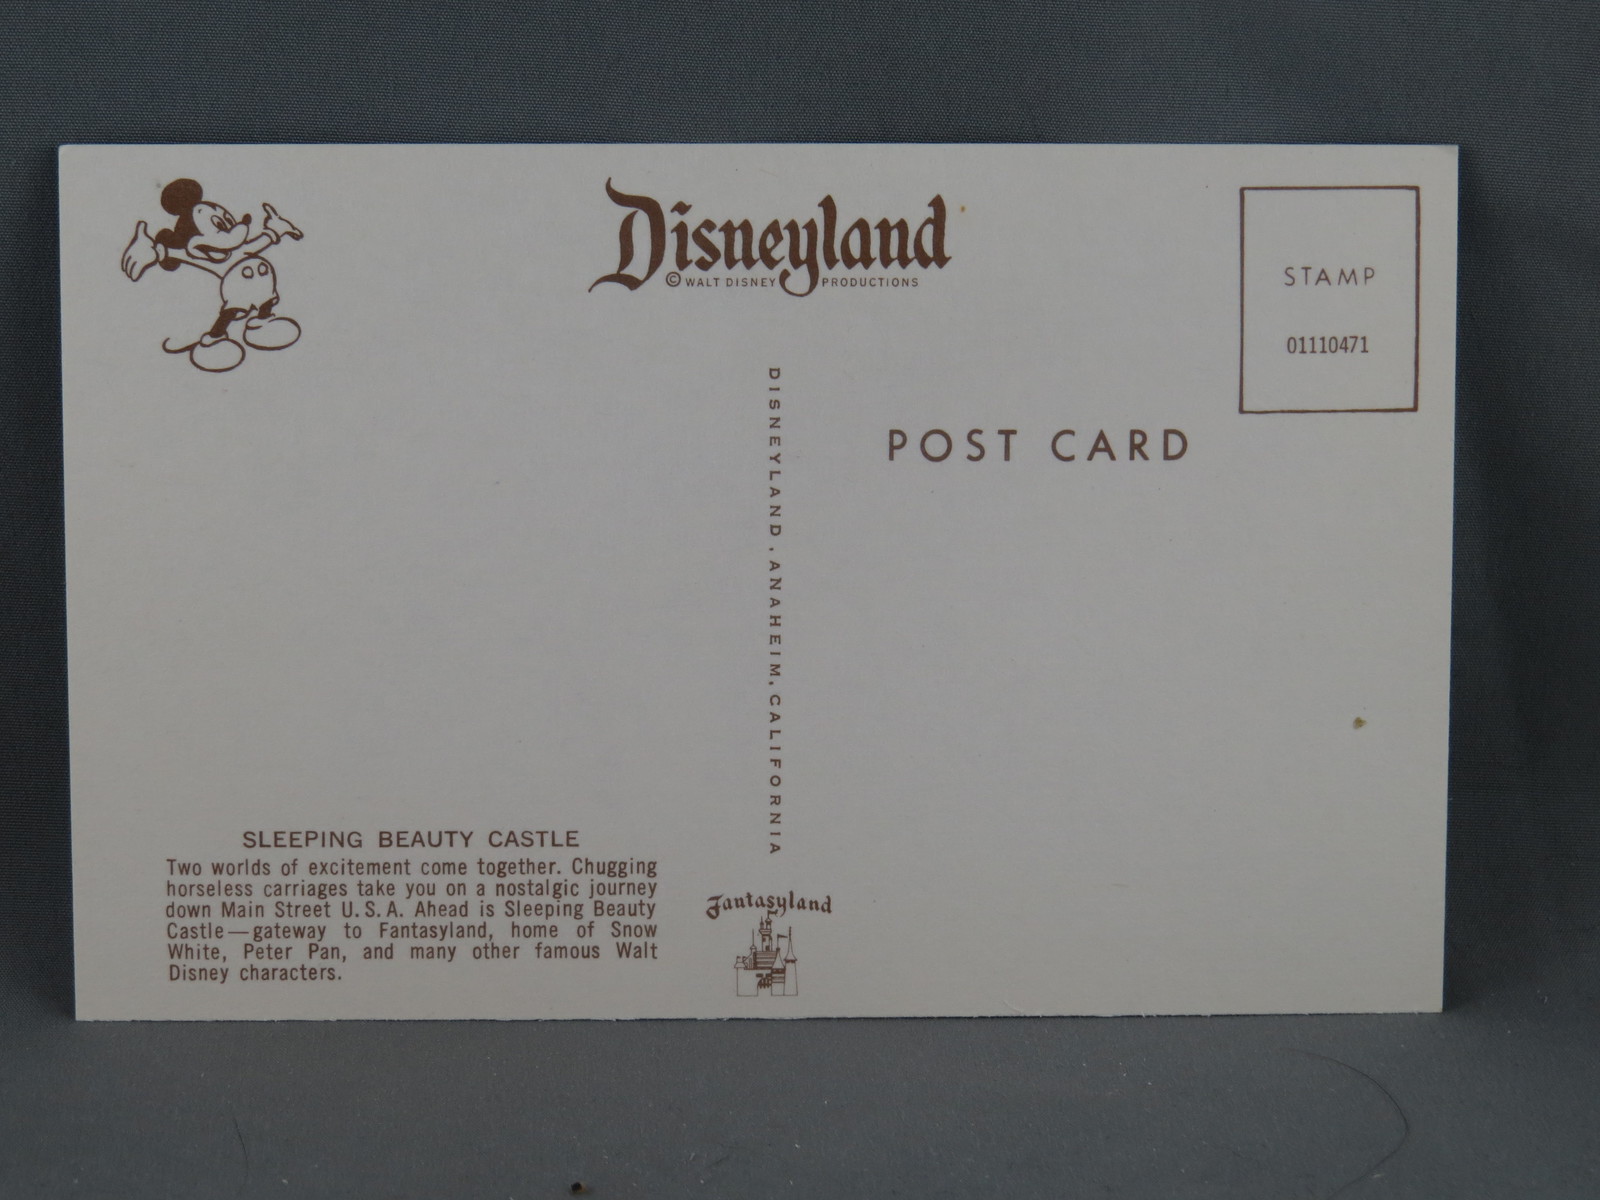 Disneyland
© WALT DISNEY PRODUCTIONS
STAMP
01110471
POST CARD
DISNEYLAND . ANAHEIM, CALIFORNIA
SLEEPING BEAUTY CASTLE
Two worlds of excitement come together. Chugging
horseless carriages take you on a nostalgic journey
down Main Street U.S.A. Ahead is Sleeping Beauty
Castle—gateway to Fantasyland, home of Snow
White, Peter Pan, and many other famous Walt
Disney characters.
Fantasyland